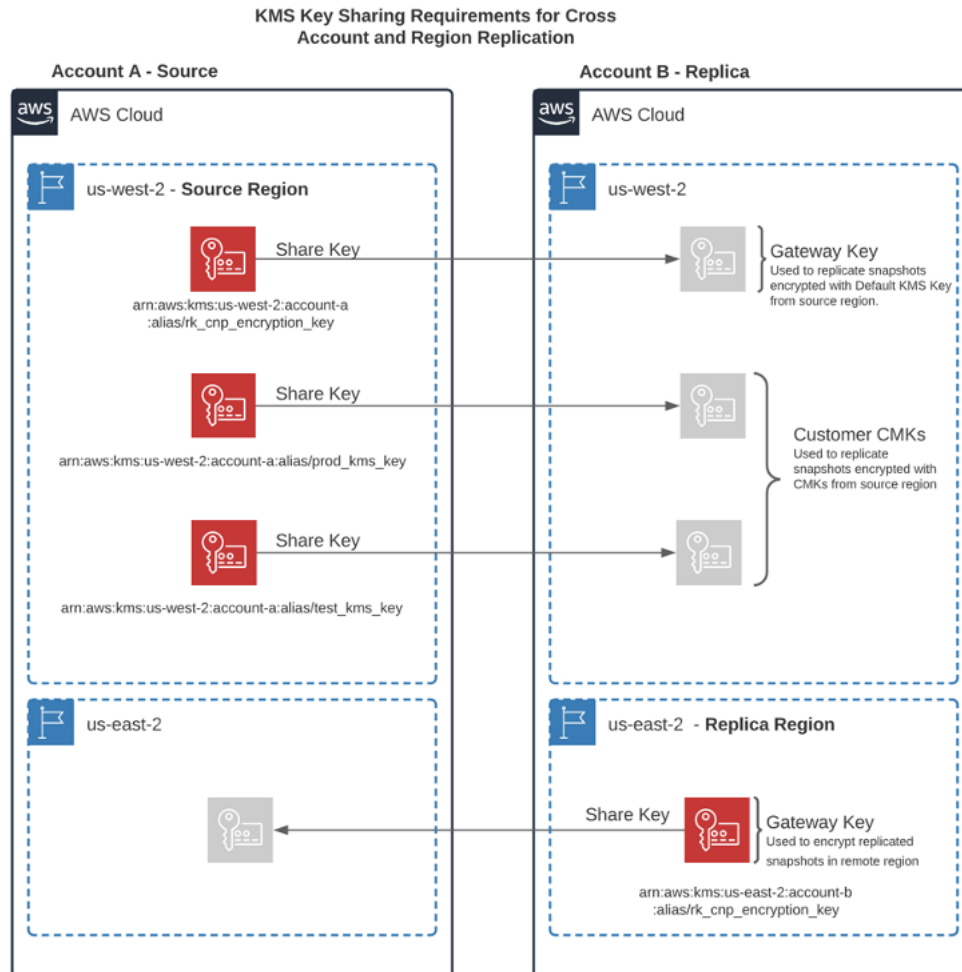 KMS Key Sharing Requirements for Cross
Account and Region Replication
Account A - Source
Account B - Replica
aws
AWS Cloud
aws
AWS Cloud
us-west-2 - Source Region
us-west-2
Share Key
Gateway Key
Used to replicate snapshots
encrypted with Default KMS Key
from source region.
arn:aws:kms:us-west-2:account-a
:alias/rk_cnp_encryption_key
Share Key
Customer CMKs
Used to replicate
snapshots encrypted with
CMKs from source region
arn:aws:kms:us-west-2:account-a:alias/prod_kms_key
Share Key
arn:aws:kms:us-west-2:account-a:alias/test_kms_key
us-east-2
us-east-2 - Replica Region
Share Key
Gateway Key
Used to encrypt replicated
snapshots in remote region
arn:aws:kms:us-east-2:account-b
:alias/rk_cnp_encryption_key